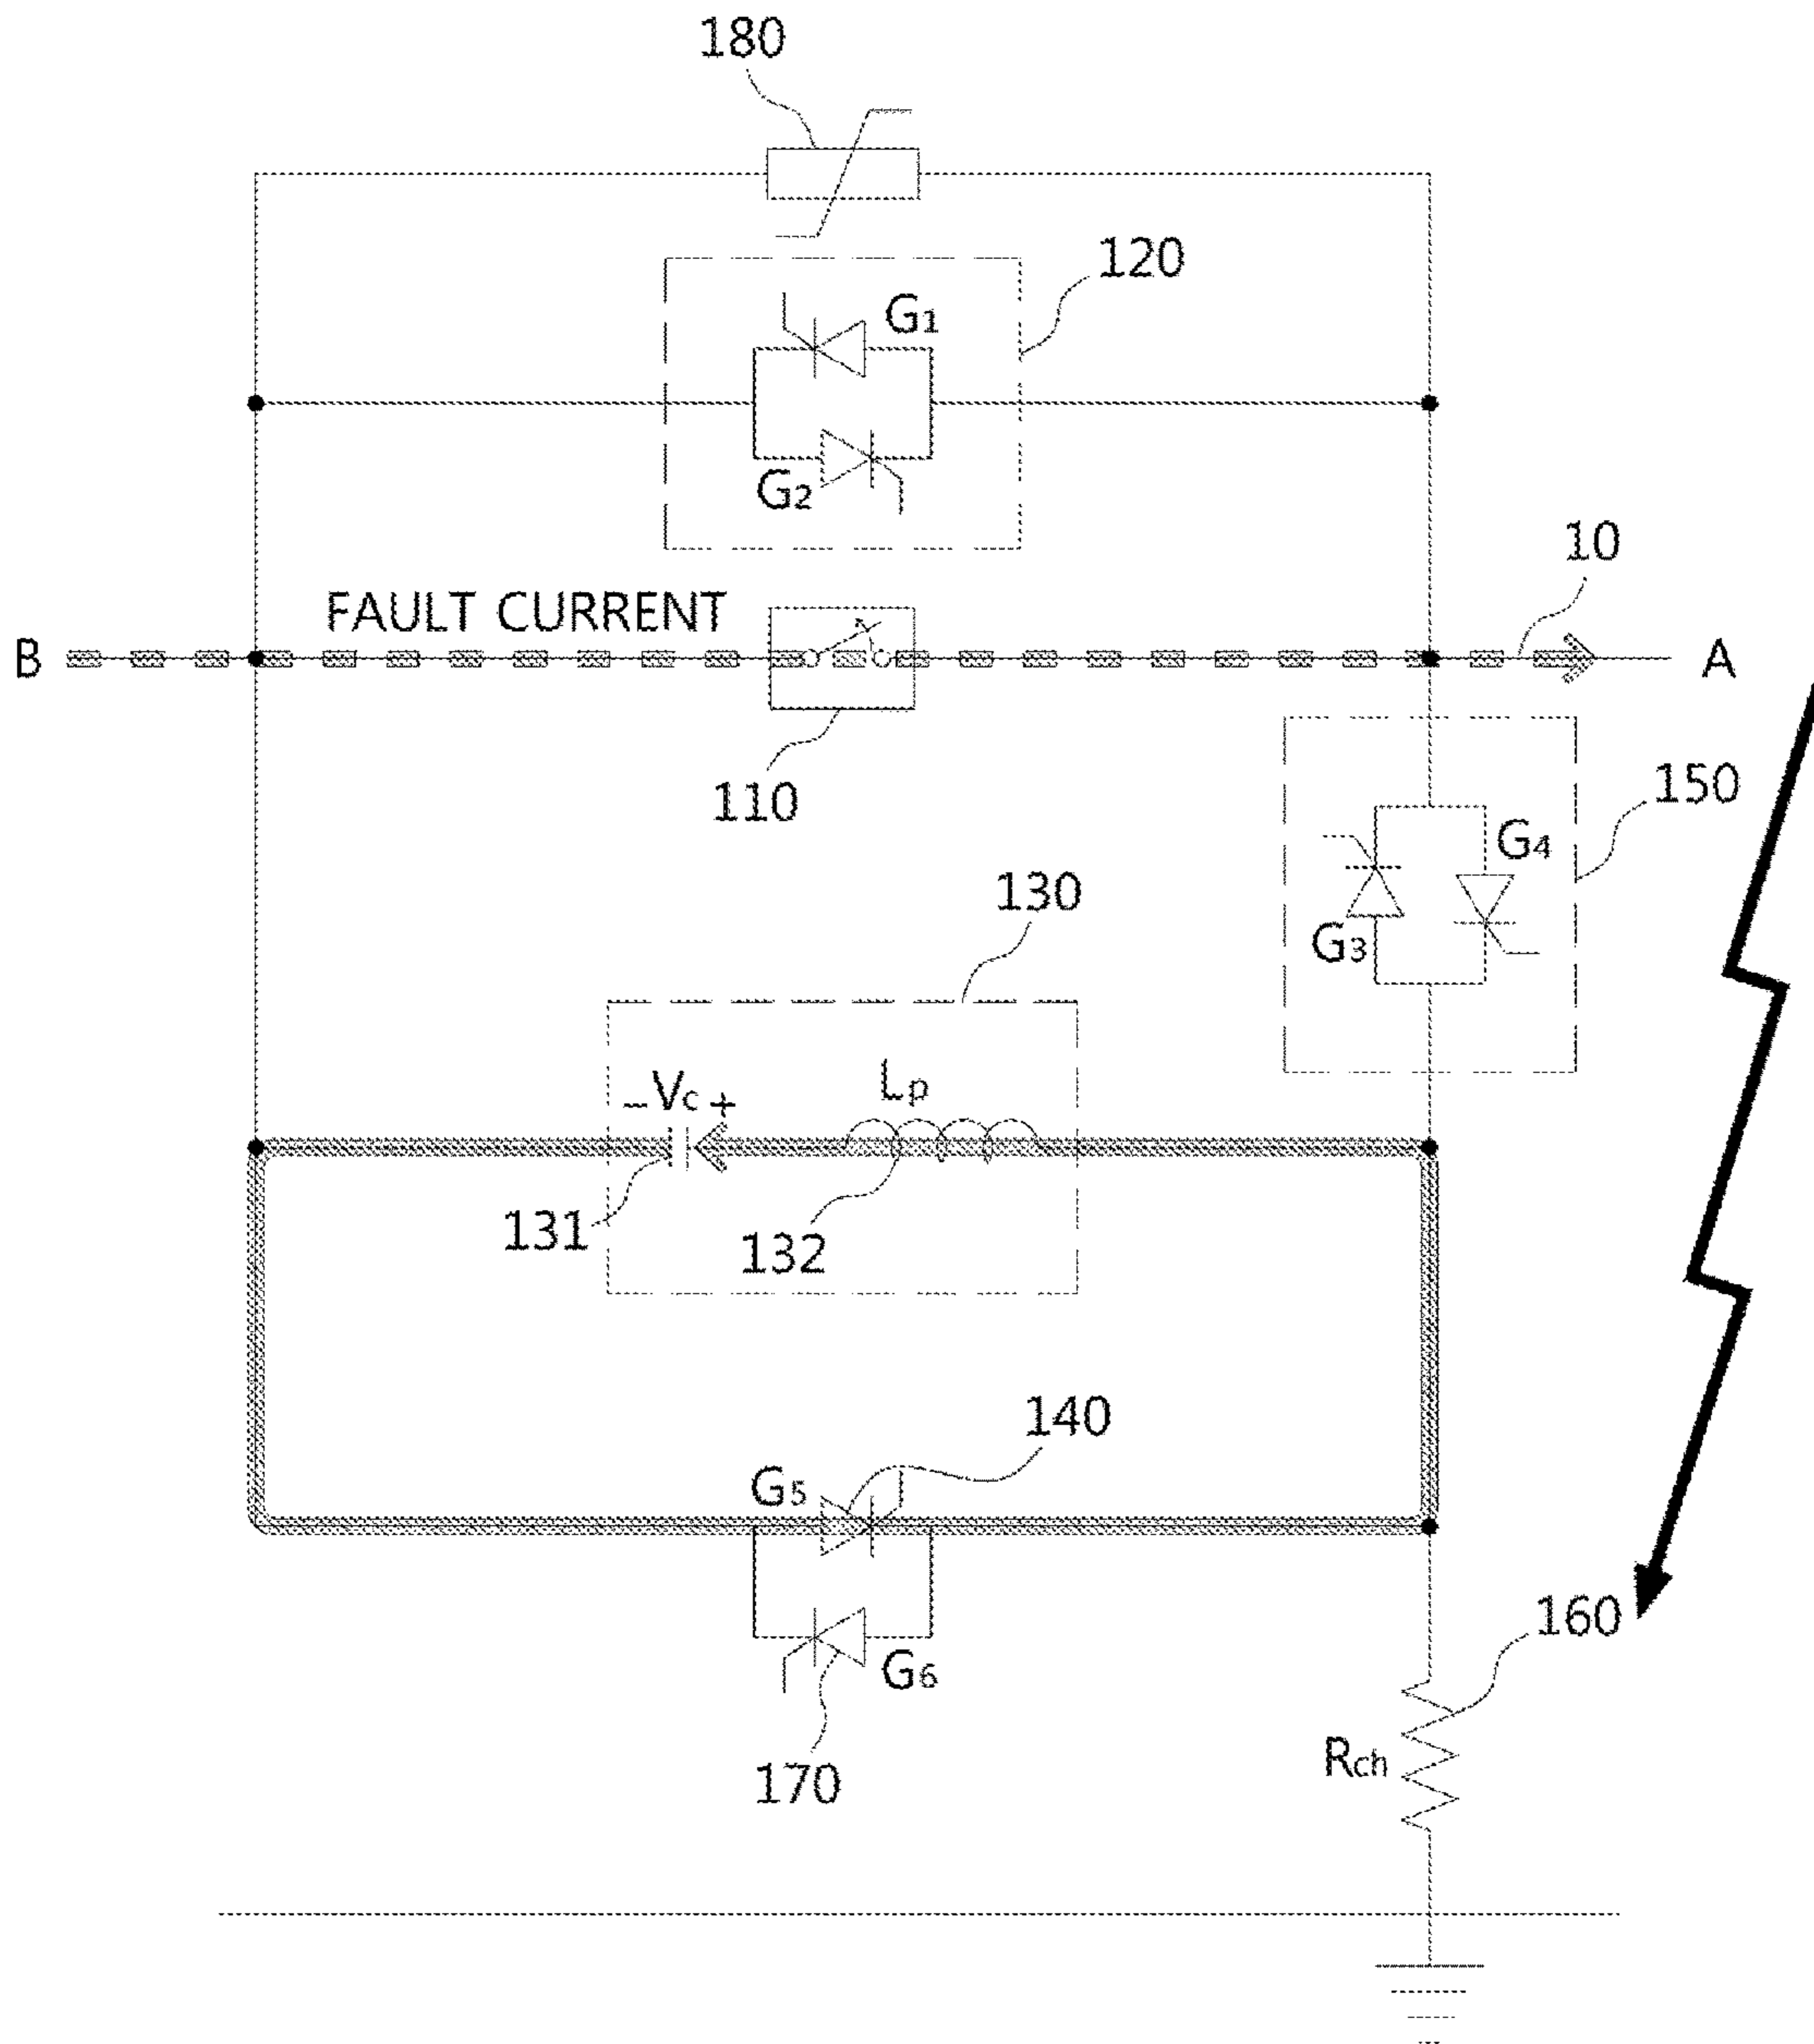 180
120
G1
G2
10
FAULT CURRENT
B
A
110
150
G4
G3
130
- Vc +
Lp
131
132
140
G5
160
G6
Rch
170